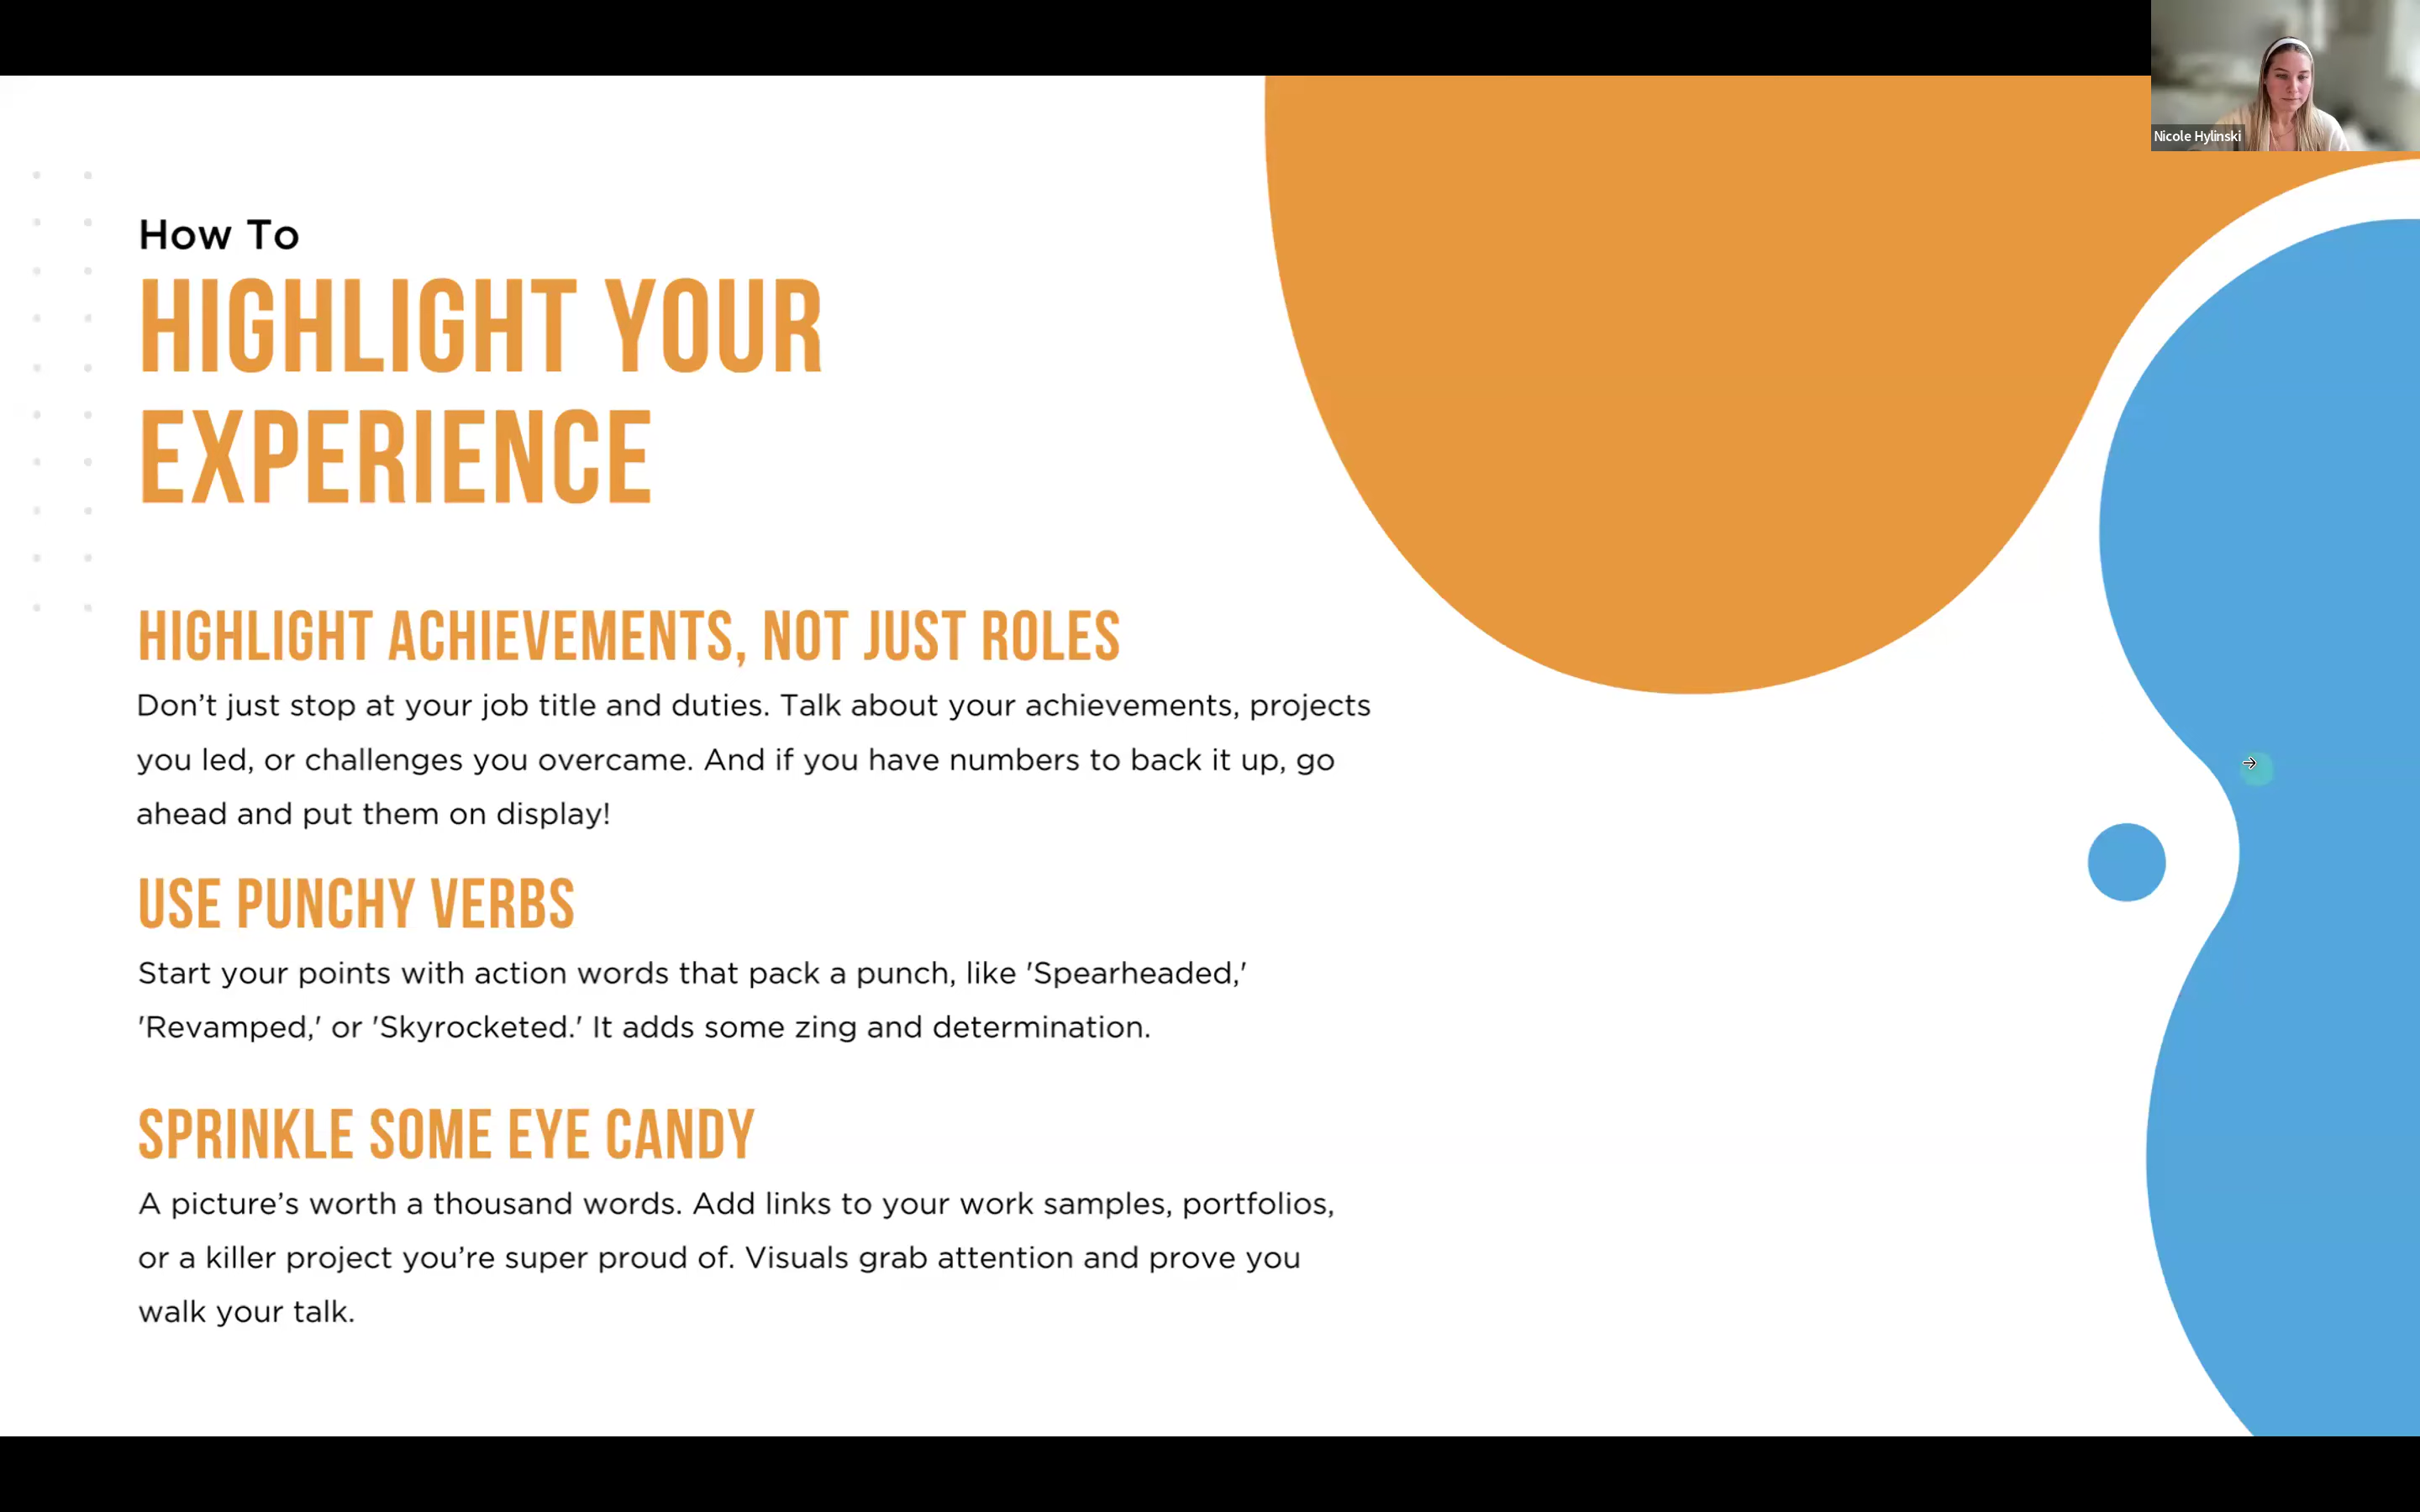 Nicole Hylinski
How To
HIGHLIGHT YOUR
EXPERIENCE
HIGHLIGHT ACHIEVEMENTS, NOT JUST ROLES
Don’t just stop at your job title and duties. Talk about your achievements, projects
you led, or challenges you overcame. And if you have numbers to back it up, go
ahead and put them on display!
USE PUNCHY VERBS
Start your points with action words that pack a punch, like 'Spearheaded,'
'Revamped,' or 'Skyrocketed.' It adds some zing and determination.
SPRINKLE SOME EYE CANDY
A picture’s worth a thousand words. Add links to your work samples, portfolios,
or a killer project you’re super proud of. Visuals grab attention and prove you
walk your talk.